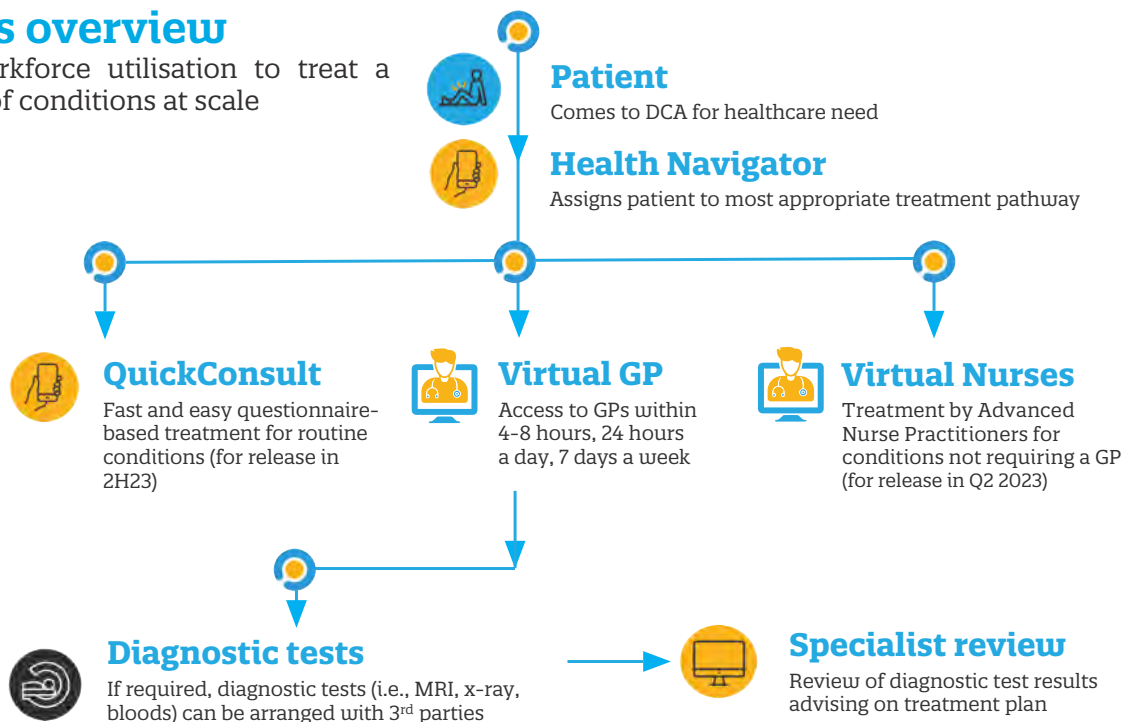 s overview
rkforce utilisation to treat a
of conditions at scale
Patient
Comes to DCA for healthcare need
Health Navigator
Assigns patient to most appropriate treatment pathway
QuickConsult
Fast and easy questionnaire-
based treatment for routine
conditions (for release in
2H23)
Virtual GP
Access to GPs within
4-8 hours, 24 hours
a day, 7 days a week
Virtual Nurses
Treatment by Advanced
Nurse Practitioners for
conditions not requiring a GP
(for release in Q2 2023)
Diagnostic tests
If required, diagnostic tests (i.e., MRI, x-ray,
bloods) can be arranged with 3rd parties
Specialist review
Review of diagnostic test results
advising on treatment plan